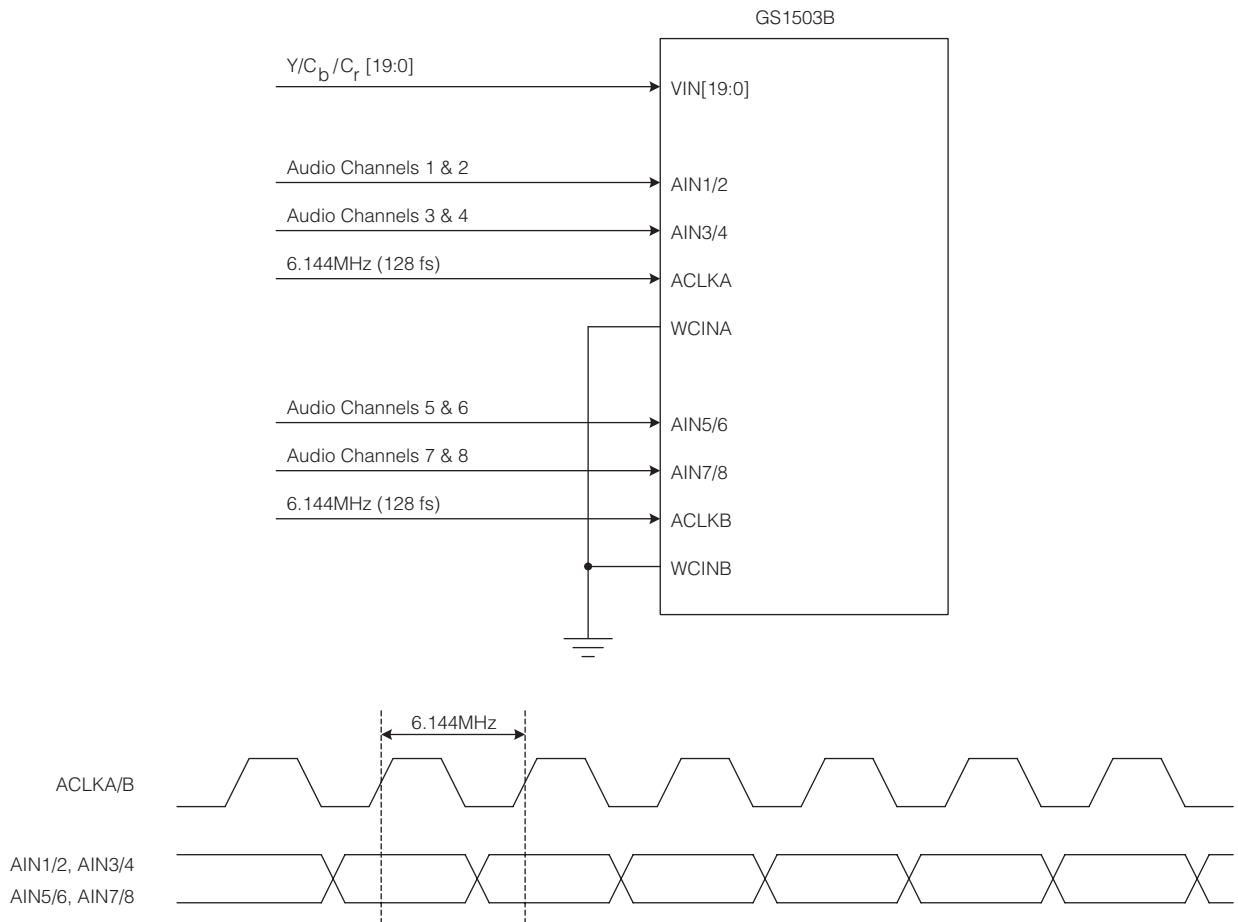 GS1503B
Y/Cb/Cr [19:0]
VIN[19:0]
Audio Channels 1 & 2
AIN1/2
Audio Channels 3 & 4
AIN3/4
6.144MHz (128 fs)
ACLKA
WCINA
Audio Channels 5 & 6
AIN5/6
Audio Channels 7 & 8
AIN7/8
6.144MHz (128 fs)
ACLKB
WCINB
6.144MHz
ACLKA/B
AIN1/2, AIN3/4
AIN5/6, AIN7/8